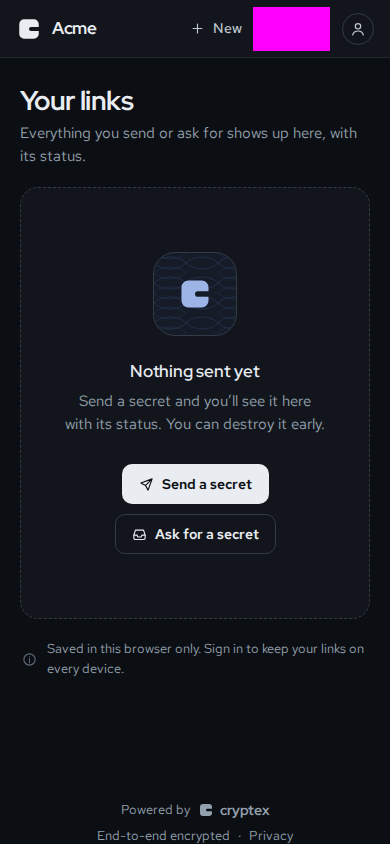 Acme
New
Your links
Everything you send or ask for shows up here, with
its status.
Nothing sent yet
Send a secret and you’ll see it here
with its status. You can destroy it early.
Send a secret
Ask for a secret
Saved in this browser only. Sign in to keep your links on
every device.
Powered by cryptex
End-to-end encrypted · Privacy